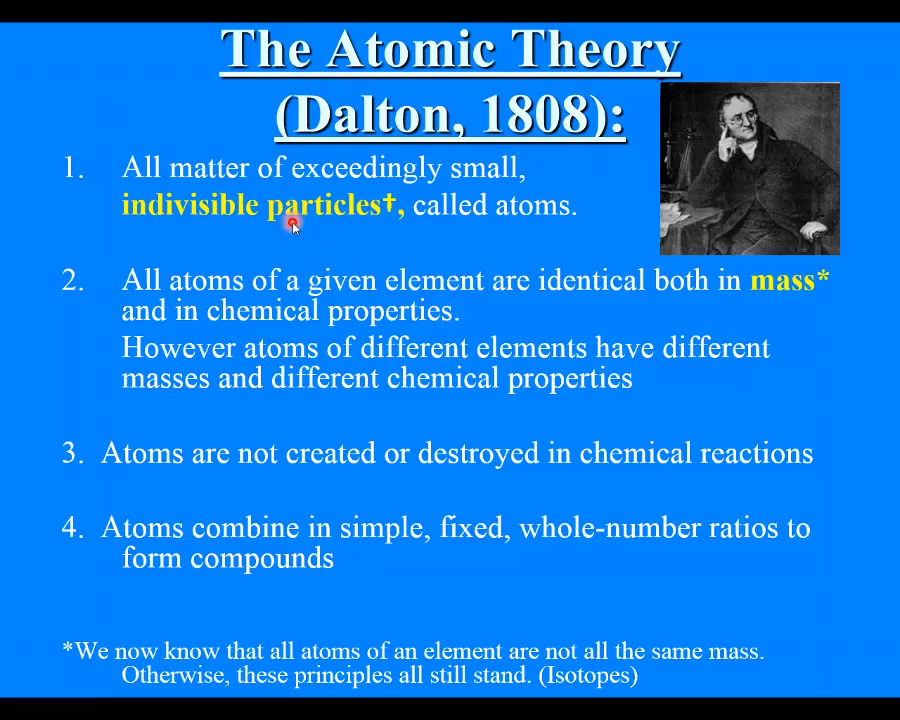 The Atomic Theory
(Dalton, 1808):
1. All matter of exceedingly small,
indivisible particles†, called atoms.
2. All atoms of a given element are identical both in mass*
and in chemical properties.
However atoms of different elements have different
masses and different chemical properties
3. Atoms are not created or destroyed in chemical reactions
4. Atoms combine in simple, fixed, whole-number ratios to
form compounds
*We now know that all atoms of an element are not all the same mass.
Otherwise, these principles all still stand. (Isotopes)